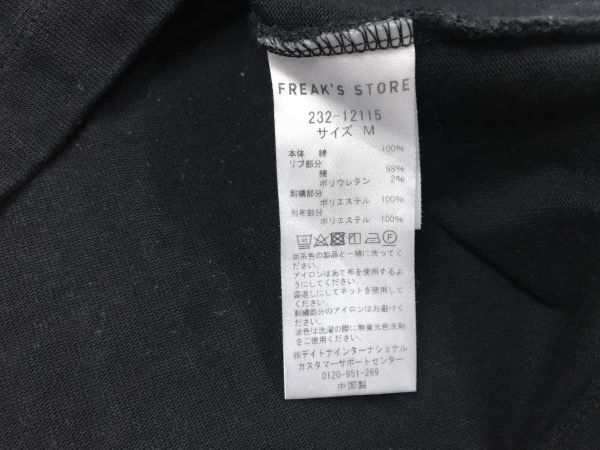 FREAK'S STORE
232-12115
サイズ M
本体 綿 100%
リブ部分
綿 98%
ポリウレタン 2%
刺繍部分
ポリエステル 100%
別布部分
ポリエステル 100%
同系色の製品と一緒に洗ってく
ださい。
アイロンはあて布を使用するよ
うにしてください。
裏返しにしてネットを使用して
ください。
刺繍部分のアイロンはお避けく
ださい。
淡色は洗濯の際に無蛍光色洗剤
をご使用ください。
㈱デイトナインターナショナル
カスタマーサポートセンター
0120-951-269
中国製